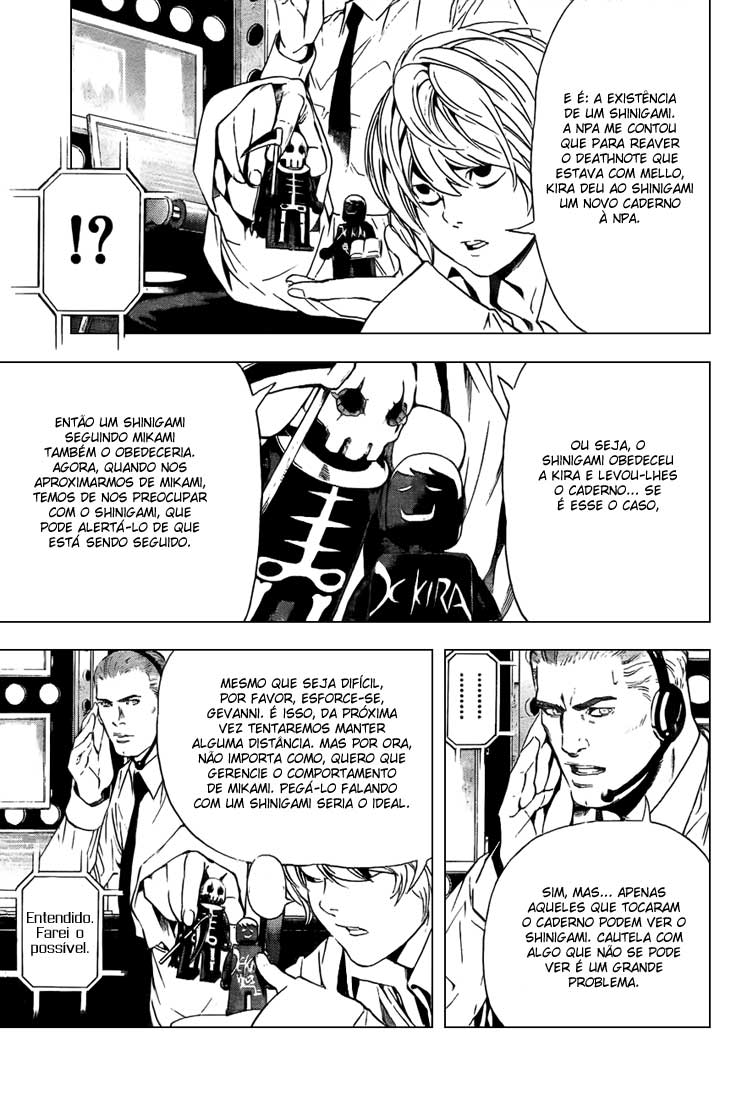 E É: A EXISTÊNCIA
DE UM SHINIGAMI.
A NPA ME CONTOU
QUE PARA REAVER
O DEATHNOTE QUE
ESTAVA COM MELLO,
KIRA DEU AO SHINIGAMI
UM NOVO CADERNO
À NPA.
!?
OU SEJA, O
SHINIGAMI OBEDECEU
A KIRA E LEVOU-LHES
O CADERNO... SE
É ESSE O CASO,
ENTÃO UM SHINIGAMI
SEGUINDO MIKAMI
TAMBÉM O OBEDECERIA.
AGORA, QUANDO NOS
APROXIMARMOS DE MIKAMI,
TEMOS DE NOS PREOCUPAR
COM O SHINIGAMI, QUE
PODE ALERTÁ-LO DE QUE
ESTÁ SENDO SEGUIDO.
X KIRA
SIM, MAS... APENAS
AQUELES QUE TOCARAM
O CADERNO PODEM VER O
SHINIGAMI. CAUTELA COM
ALGO QUE NÃO SE PODE
VER É UM GRANDE
PROBLEMA.
MESMO QUE SEJA DIFÍCIL,
POR FAVOR, ESFORCE-SE,
GEVANNI. É ISSO, DA PRÓXIMA
VEZ TENTAREMOS MANTER
ALGUMA DISTÂNCIA. MAS POR ORA,
NÃO IMPORTA COMO, QUERO QUE
GERENCIE O COMPORTAMENTO
DE MIKAMI. PEGÁ-LO FALANDO
COM UM SHINIGAMI SERIA O IDEAL.
Entendido.
Farei o
possível.